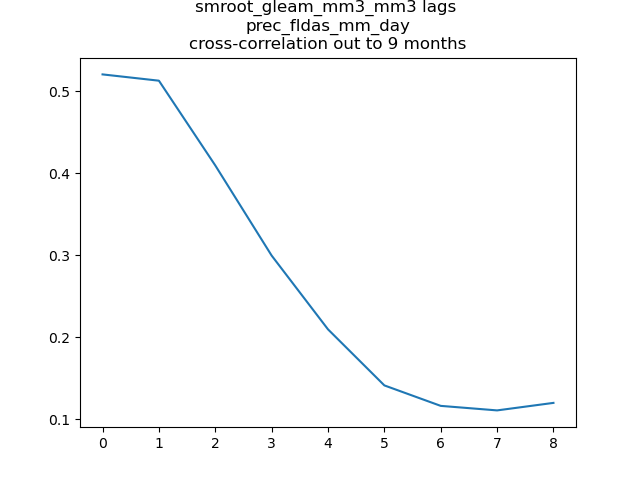 smroot_gleam_mm3_mm3 lags
prec_fldas_mm_day
cross-correlation out to 9 months
0.5
0.4
0.3
0.2
0.1
0 1 2 3 4 5 6 7 8